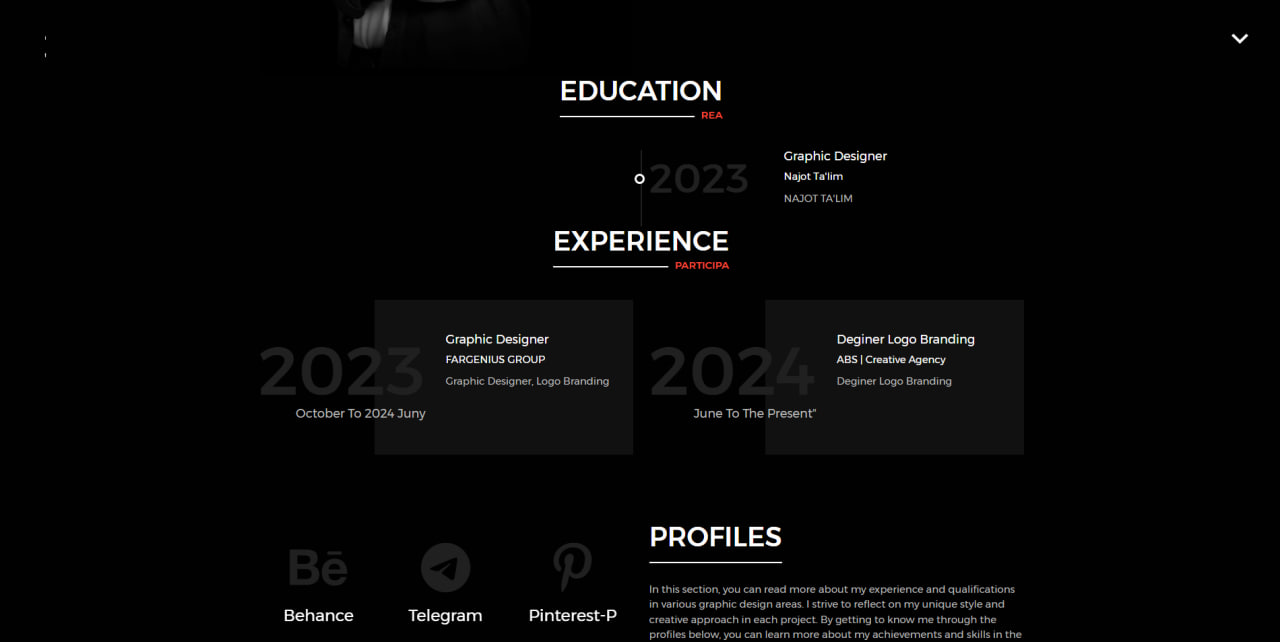 EDUCATION
REA
2023
Graphic Designer
Najot Ta'lim
NAJOT TA'LIM
EXPERIENCE
PARTICIPA
2023
October To 2024 Juny
Graphic Designer
FARGENIUS GROUP
Graphic Designer, Logo Branding
2024
June To The Present"
Deginer Logo Branding
ABS | Creative Agency
Deginer Logo Branding
Bē
Behance
Telegram
Pinterest-P
PROFILES
In this section, you can read more about my experience and qualifications
in various graphic design areas. I strive to reflect on my unique style and
creative approach in each project. By getting to know me through the
profiles below, you can learn more about my achievements and skills in the